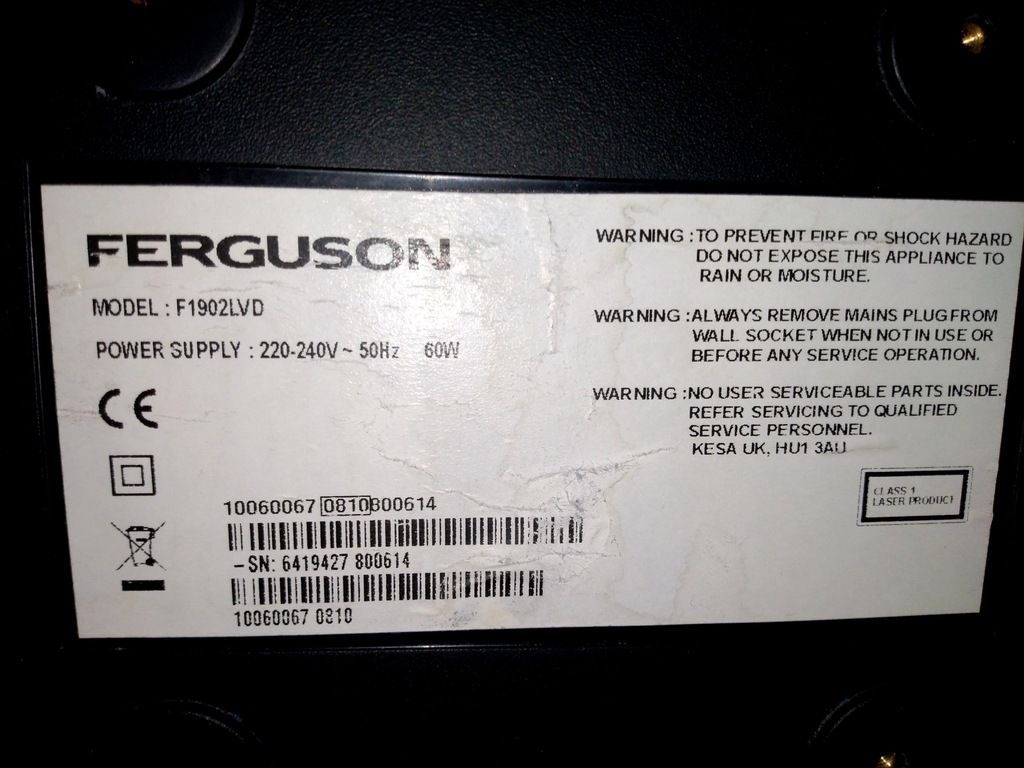 FERGUSON
MODEL : F1902LVD
POWER SUPPLY : 220-240V ~ 50Hz 60W
CE
10060067 0810800614
-SN: 6419427 800614
10060067 0810
WARNING :TO PREVENT FIRE OR SHOCK HAZARD
DO NOT EXPOSE THIS APPLIANCE TO
RAIN OR MOISTURE.
WARNING :ALWAYS REMOVE MAINS PLUG FROM
WALL SOCKET WHEN NOT IN USE OR
BEFORE ANY SERVICE OPERATION.
WARNING :NO USER SERVICEABLE PARTS INSIDE.
REFER SERVICING TO QUALIFIED
SERVICE PERSONNEL.
KESA UK, HU1 3AU
CLASS 1
LASER PRODUCT